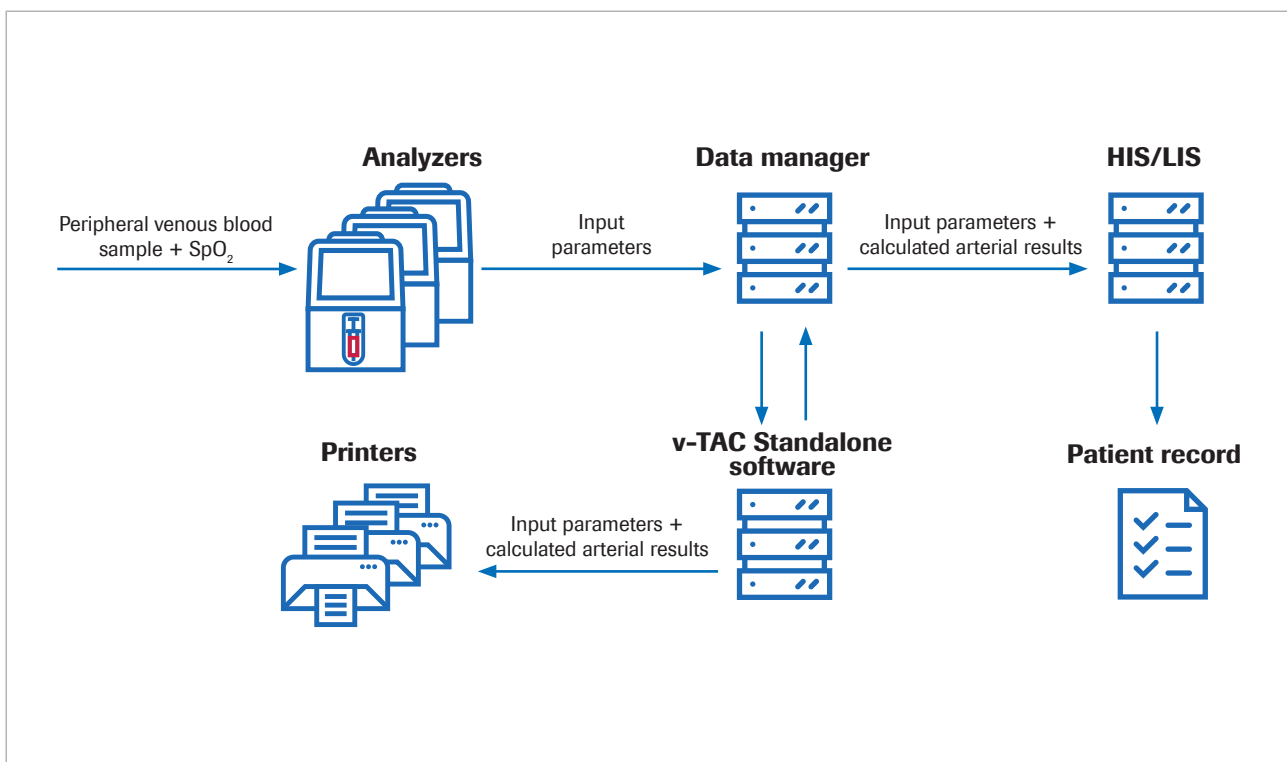 Analyzers
Data manager
HIS/LIS
Peripheral venous blood
sample + SpO₂
Input
parameters
Input parameters +
calculated arterial results
Printers
v-TAC Standalone
software
Patient record
Input parameters +
calculated arterial results